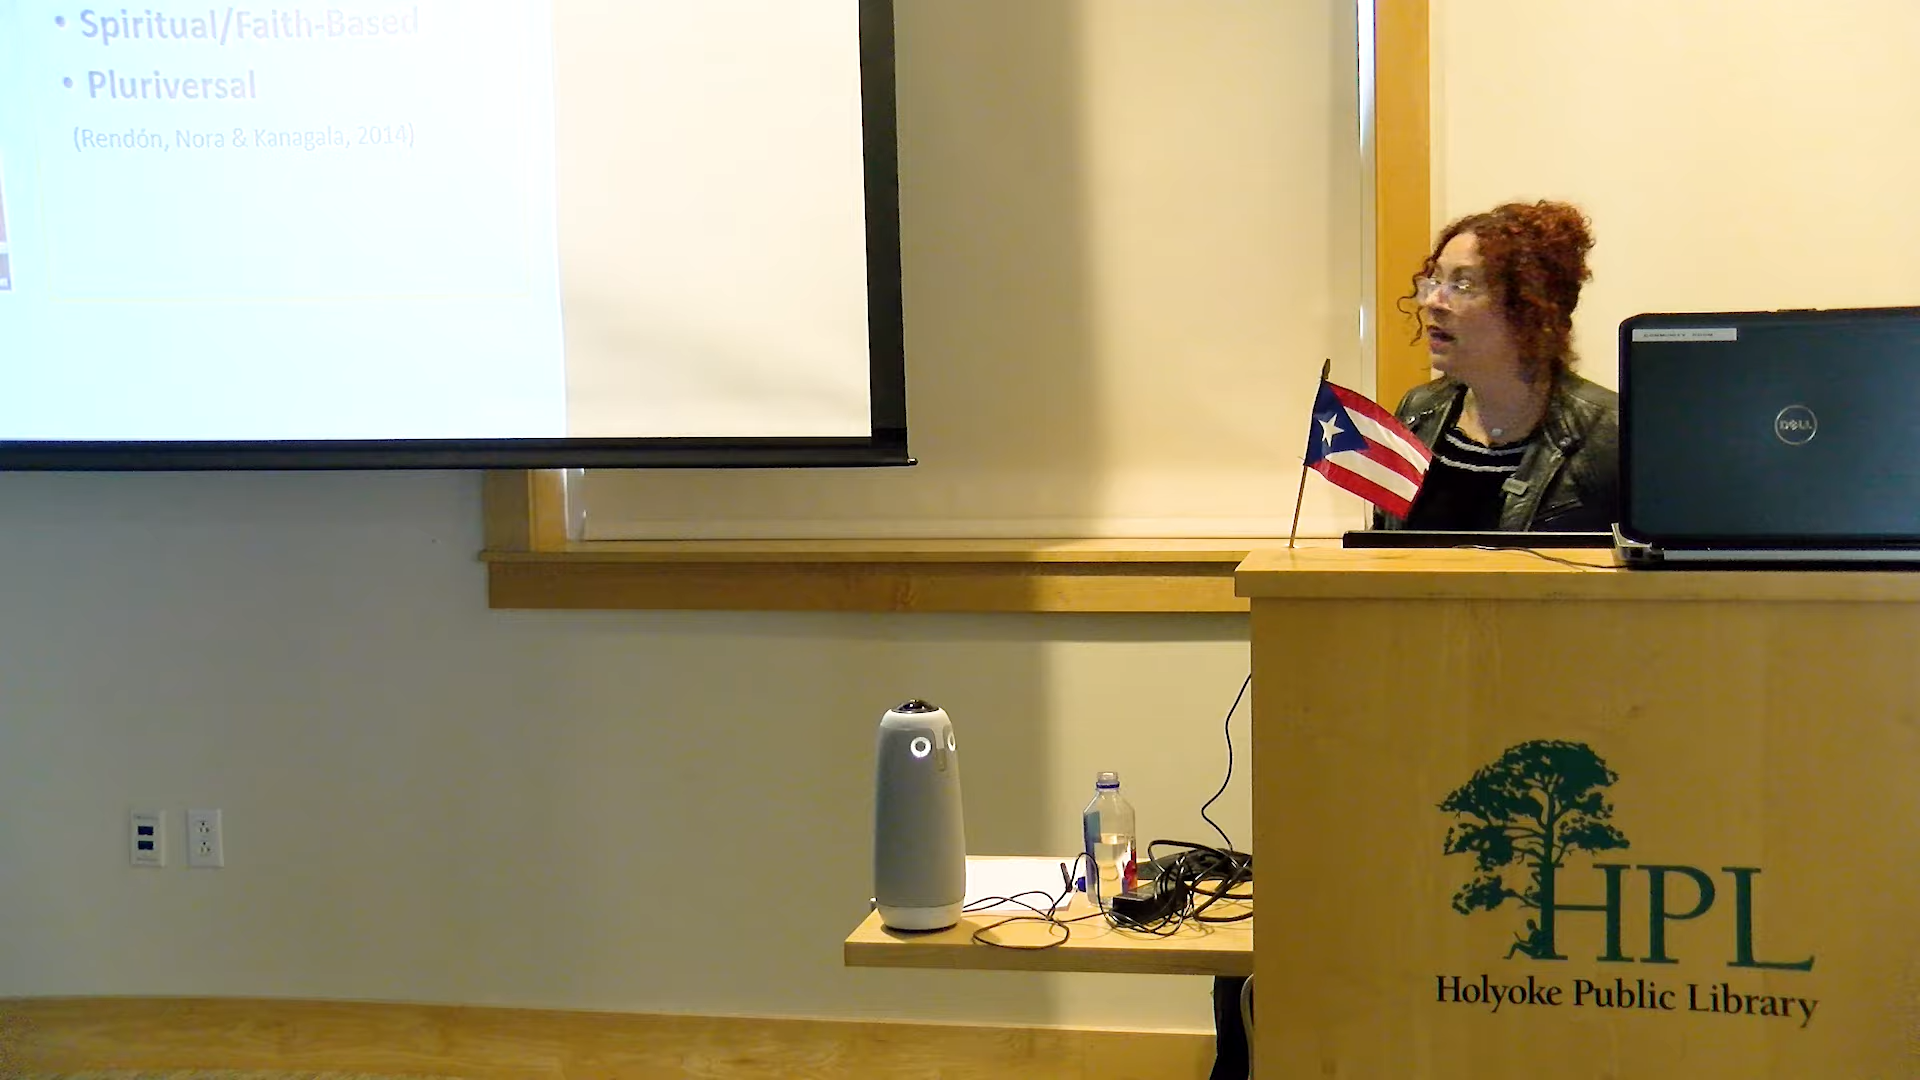 • Spiritual/Faith-Based
• Pluriversal
(Rendón, Nora & Kanagala, 2014)
DELL
HPL
Holyoke Public Library